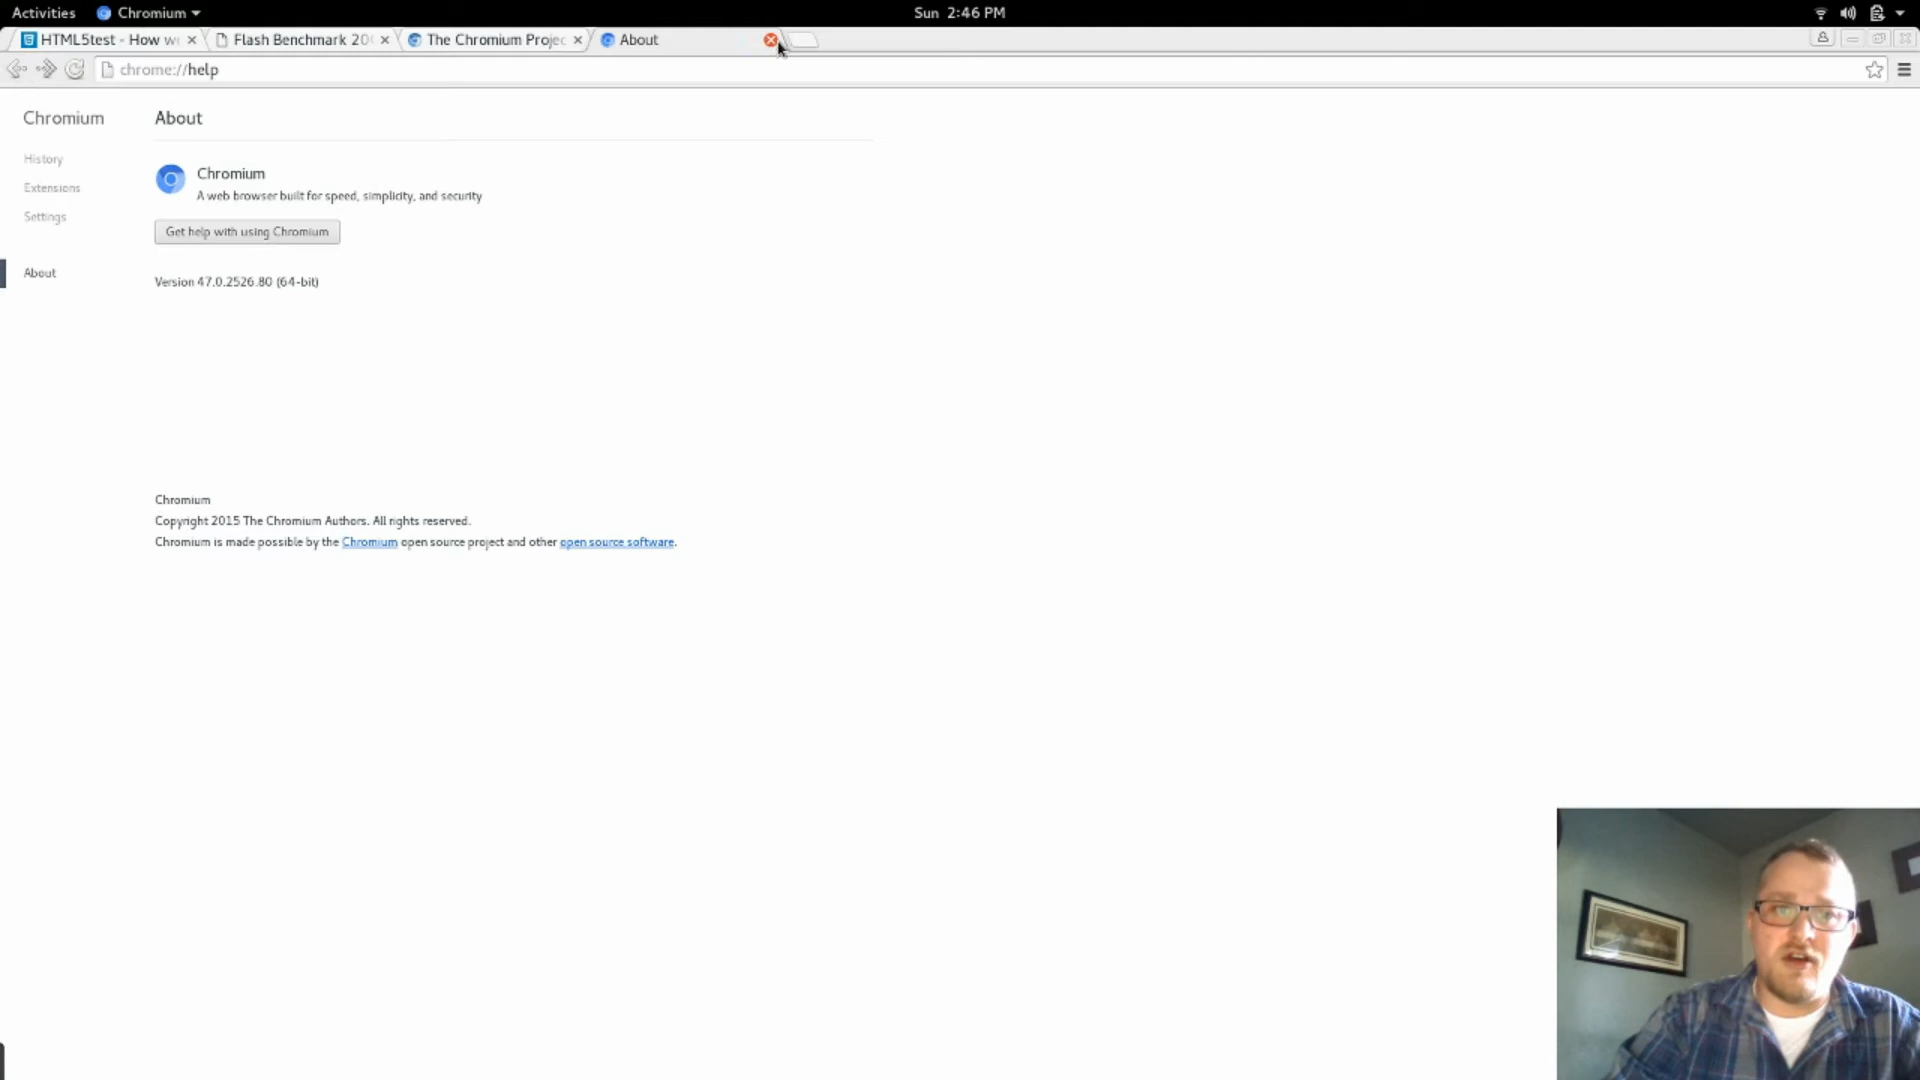 Activities Chromium Sun 2:46 PM
HTML5test - How w Flash Benchmark 20 The Chromium Projec About
chrome://help
Chromium
About
History
Extensions
Settings
About
Chromium
A web browser built for speed, simplicity, and security
Get help with using Chromium
Version 47.0.2526.80 (64-bit)
Chromium
Copyright 2015 The Chromium Authors. All rights reserved.
Chromium is made possible by the Chromium open source project and other open source software.